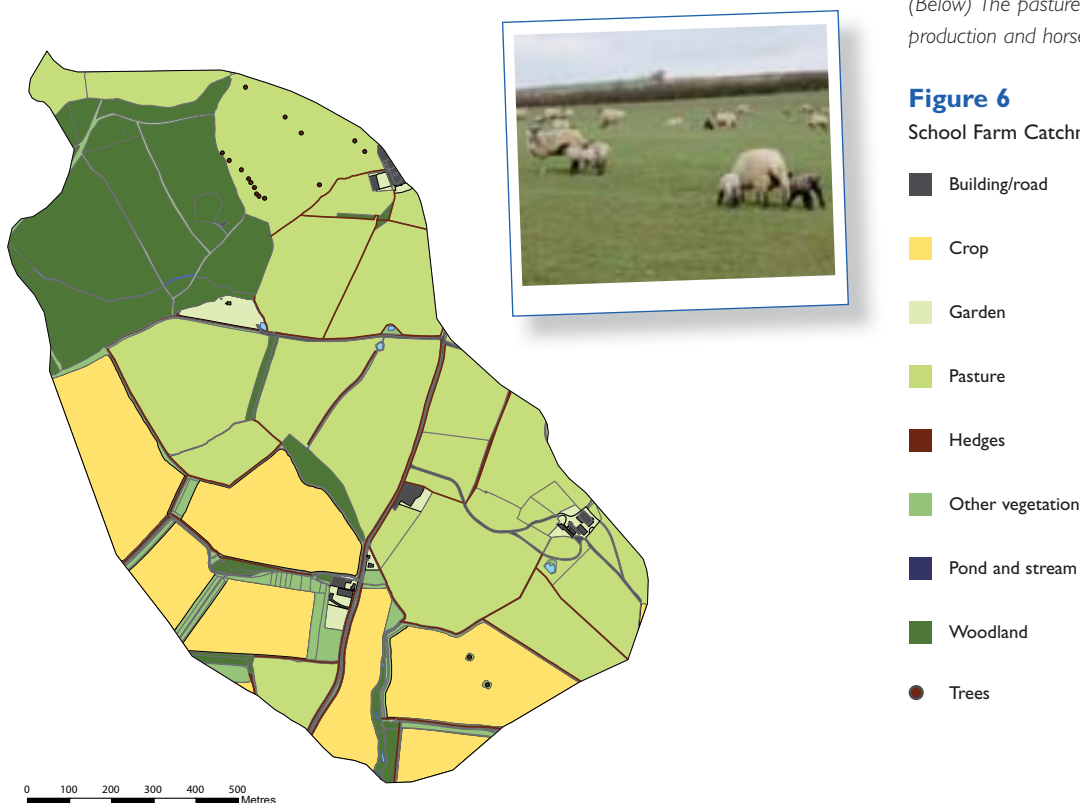 (Below) The pasture
production and horse
Figure 6
School Farm Catchm
Building/road
Crop
Garden
Pasture
Hedges
Other vegetation
Pond and stream
Woodland
Trees
0 100 200 300 400 500
Metres